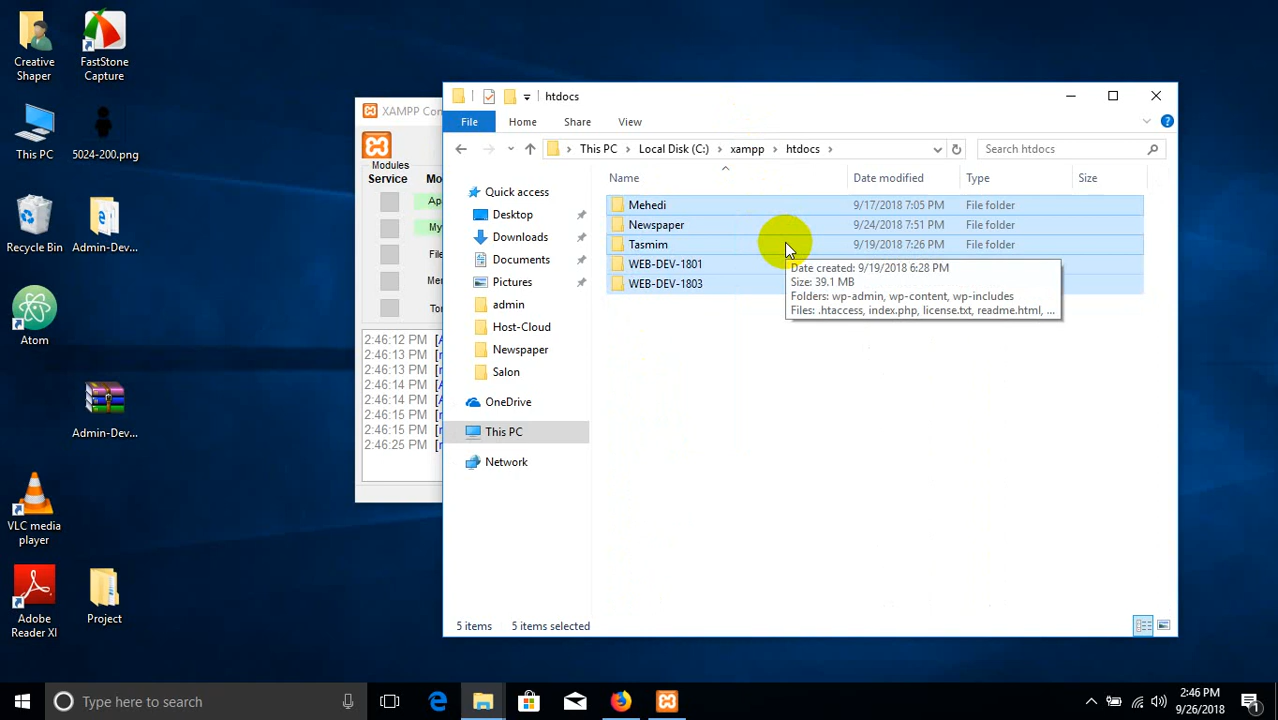 Creative
Shaper
FastStone
Capture
This PC
5024-200.png
Recycle Bin
Admin-Dev...
Atom
Admin-Dev...
VLC media
player
Adobe
Reader XI
Project
XAMPP Con
Modules
Service
Mo
Ap
My
File
To
2:46:12 PM [
2:46:13 PM [
2:46:13 PM [
2:46:14 PM [
2:46:14 PM [
2:46:15 PM [
2:46:15 PM [
2:46:25 PM [
htdocs
File Home Share View
This PC Local Disk (C:) xampp htdocs
Search htdocs
Quick access
Desktop
Downloads
Documents
Pictures
admin
Host-Cloud
Newspaper
Salon
OneDrive
This PC
Network
Name Date modified Type Size
Mehedi 9/17/2018 7:05 PM File folder
Newspaper 9/24/2018 7:51 PM File folder
Tasmim 9/19/2018 7:26 PM File folder
WEB-DEV-1801
WEB-DEV-1803
Date created: 9/19/2018 6:28 PM
Size: 39.1 MB
Folders: wp-admin, wp-content, wp-includes
Files: .htaccess, index.php, license.txt, readme.html, ...
5 items 5 items selected
Type here to search
2:46 PM
9/26/2018
1